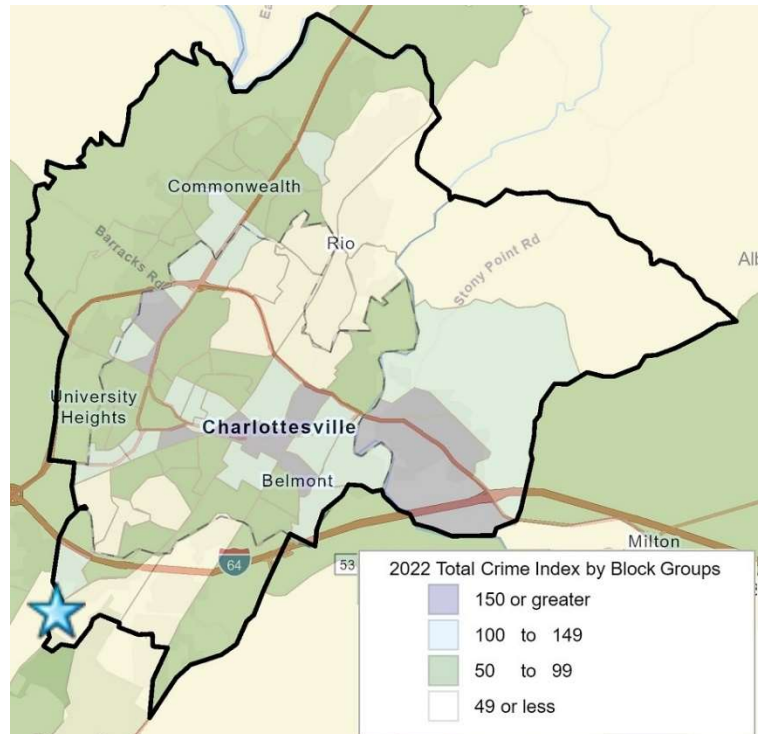 Commonwealth
Rio
Barracks Rd
Stony Point Rd
Alb
University
Heights
Charlottesville
Belmont
64
53
Milton
2022 Total Crime Index by Block Groups
150 or greater
100 to 149
50 to 99
49 or less